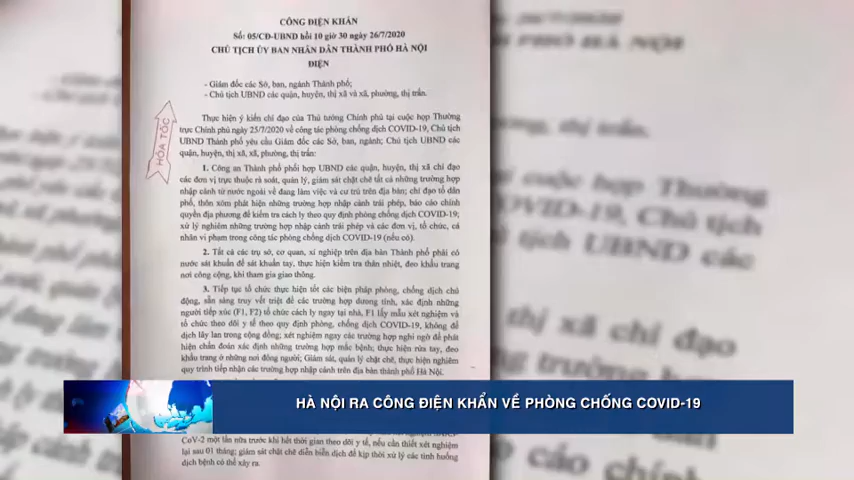 CÔNG ĐIỆN KHẨN
Số: 05/CĐ-UBND hồi 10 giờ 30 ngày 26/7/2020
CHỦ TỊCH ỦY BAN NHÂN DÂN THÀNH PHỐ HÀ NỘI
ĐIỆN
- Giám đốc các Sở, ban, ngành Thành phố;
- Chủ tịch UBND các quận, huyện, thị xã và xã, phường, thị trấn.
HỎA TỐC
Thực hiện ý kiến chỉ đạo của Thủ tướng Chính phủ tại cuộc họp Thường
trực Chính phủ ngày 25/7/2020 về công tác phòng chống dịch COVID-19, Chủ tịch
UBND Thành phố yêu cầu Giám đốc các Sở, ban, ngành; Chủ tịch UBND các
quận, huyện, thị xã, xã, phường, thị trấn:
1. Công an Thành phố phối hợp UBND các quận, huyện, thị xã chỉ đạo
các đơn vị trực thuộc rà soát, quản lý, giám sát chặt chẽ tất cả những trường hợp
nhập cảnh từ nước ngoài về đang làm việc và cư trú trên địa bàn; chỉ đạo tổ dân
phố, thôn xóm phát hiện những trường hợp nhập cảnh trái phép, báo cáo chính
quyền địa phương để kiểm tra cách ly theo quy định phòng chống dịch COVID-19;
xử lý nghiêm những trường hợp nhập cảnh trái phép và các đơn vị, tổ chức, cá
nhân vi phạm trong công tác phòng chống dịch COVID-19 (nếu có).
2. Tất cả các trụ sở, cơ quan, xí nghiệp trên địa bàn Thành phố phải có
nước sát khuẩn để sát khuẩn tay, thực hiện kiểm tra thân nhiệt, đeo khẩu trang
nơi công cộng, khi tham gia giao thông.
3. Tiếp tục tổ chức thực hiện tốt các biện pháp phòng, chống dịch chủ
động, sẵn sàng truy vết triệt để các trường hợp dương tính, xác định những
người tiếp xúc (F1, F2) tổ chức cách ly ngay tại nhà, F1 lấy mẫu xét nghiệm và
tổ chức theo dõi y tế theo quy định phòng, chống dịch COVID-19, không để
dịch lây lan trong cộng đồng; xét nghiệm ngay các trường hợp nghi ngờ để phát
hiện chẩn đoán xác định những trường hợp mắc bệnh; thực hiện rửa tay, đeo
khẩu trang ở những nơi đông người; Giám sát, quản lý chặt chẽ, thực hiện nghiêm
quy trình tiếp nhận các trường hợp nhập cảnh trên địa bàn thành phố Hà Nội.
HÀ NỘI RA CÔNG ĐIỆN KHẨN VỀ PHÒNG CHỐNG COVID-19
CoV-2 một lần nữa trước khi hết thời gian theo dõi y tế, nếu cần thiết xét nghiệm
lại sau 01 tháng; giám sát chặt chẽ diễn biến dịch để kịp thời xử lý các tình huống
dịch bệnh có thể xảy ra.